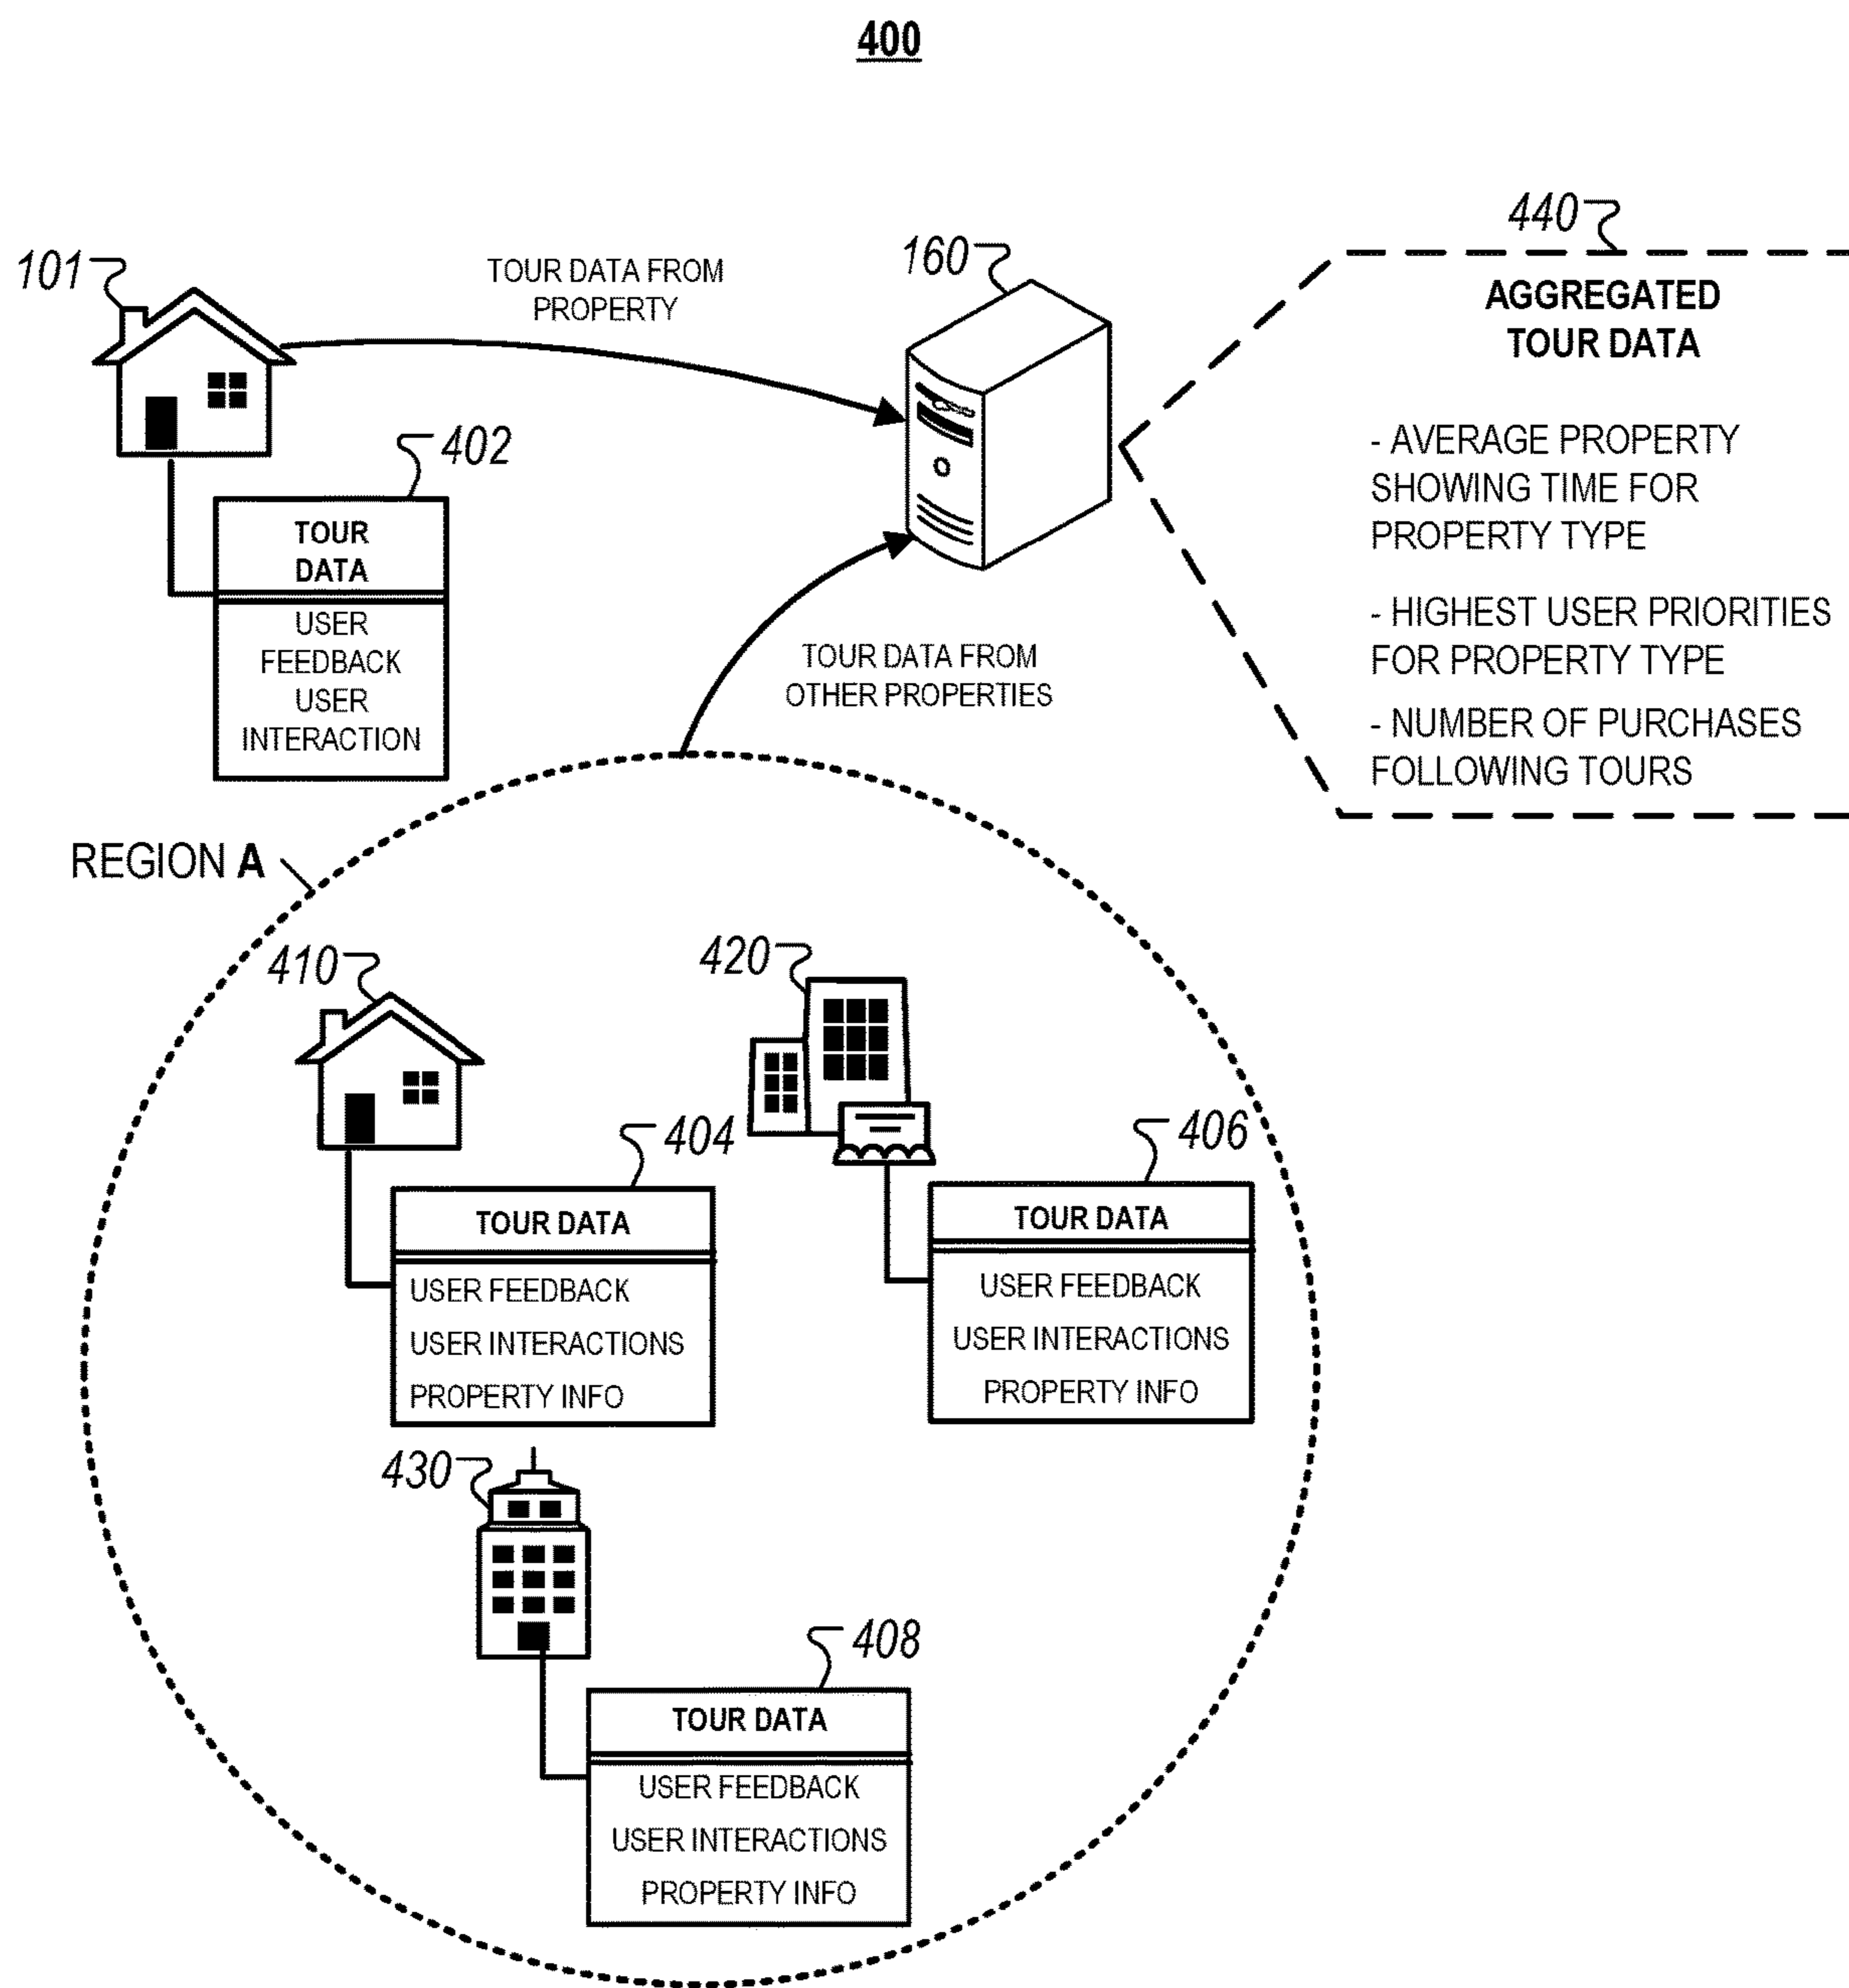 400
101
TOUR DATA FROM
PROPERTY
160
440
AGGREGATED
TOUR DATA
- AVERAGE PROPERTY
SHOWING TIME FOR
PROPERTY TYPE
- HIGHEST USER PRIORITIES
FOR PROPERTY TYPE
- NUMBER OF PURCHASES
FOLLOWING TOURS
402
TOUR
DATA
USER
FEEDBACK
USER
INTERACTION
TOUR DATA FROM
OTHER PROPERTIES
REGION A
410
404
TOUR DATA
USER FEEDBACK
USER INTERACTIONS
PROPERTY INFO
420
406
TOUR DATA
USER FEEDBACK
USER INTERACTIONS
PROPERTY INFO
430
408
TOUR DATA
USER FEEDBACK
USER INTERACTIONS
PROPERTY INFO